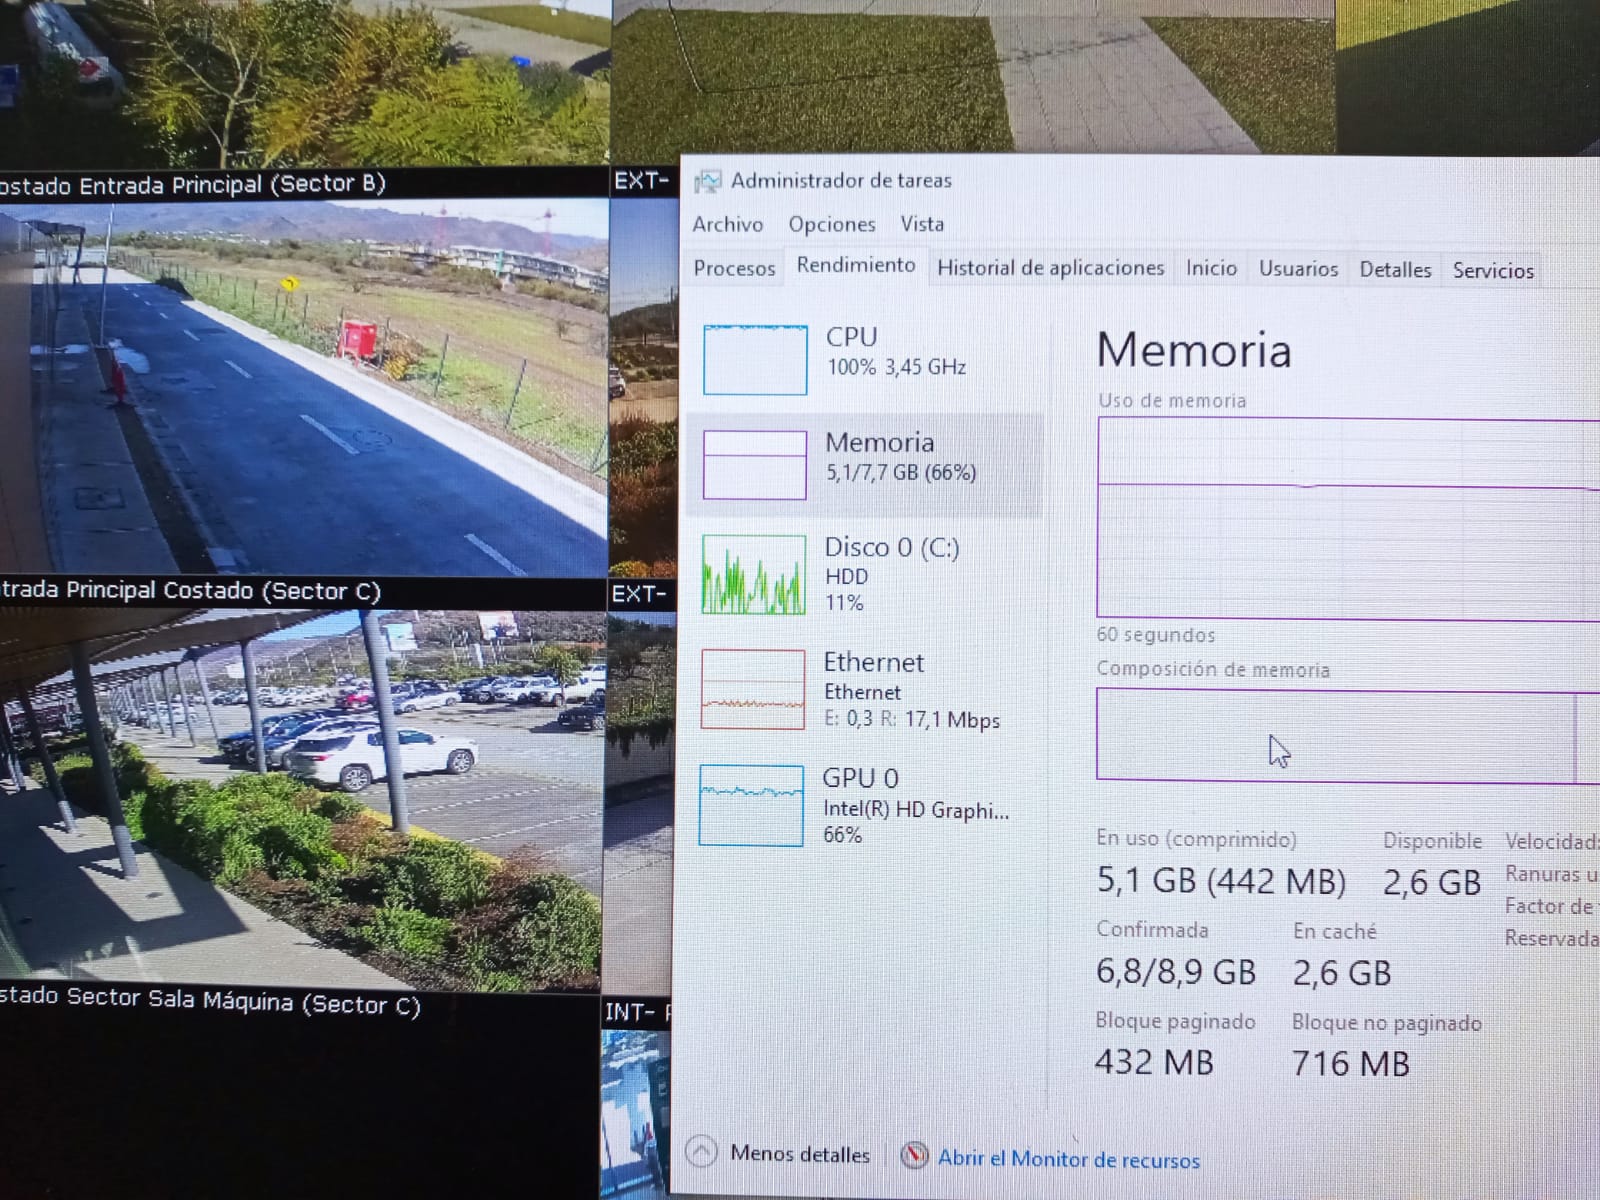 ostado Entrada Principal (Sector B)
EXT-
trada Principal Costado (Sector C)
EXT-
stado Sector Sala Máquina (Sector C)
INT-
Administrador de tareas
Archivo Opciones Vista
Procesos Rendimiento Historial de aplicaciones Inicio Usuarios Detalles Servicios
CPU
100% 3,45 GHz
Memoria
5,1/7,7 GB (66%)
Disco 0 (C:)
HDD
11%
Ethernet
Ethernet
E: 0,3 R: 17,1 Mbps
GPU 0
Intel(R) HD Graphi...
66%
Memoria
Uso de memoria
60 segundos
Composición de memoria
En uso (comprimido) Disponible
5,1 GB (442 MB) 2,6 GB
Confirmada En caché
6,8/8,9 GB 2,6 GB
Bloque paginado Bloque no paginado
432 MB 716 MB
Velocidad:
Ranuras u
Factor de
Reservada
Menos detalles Abrir el Monitor de recursos